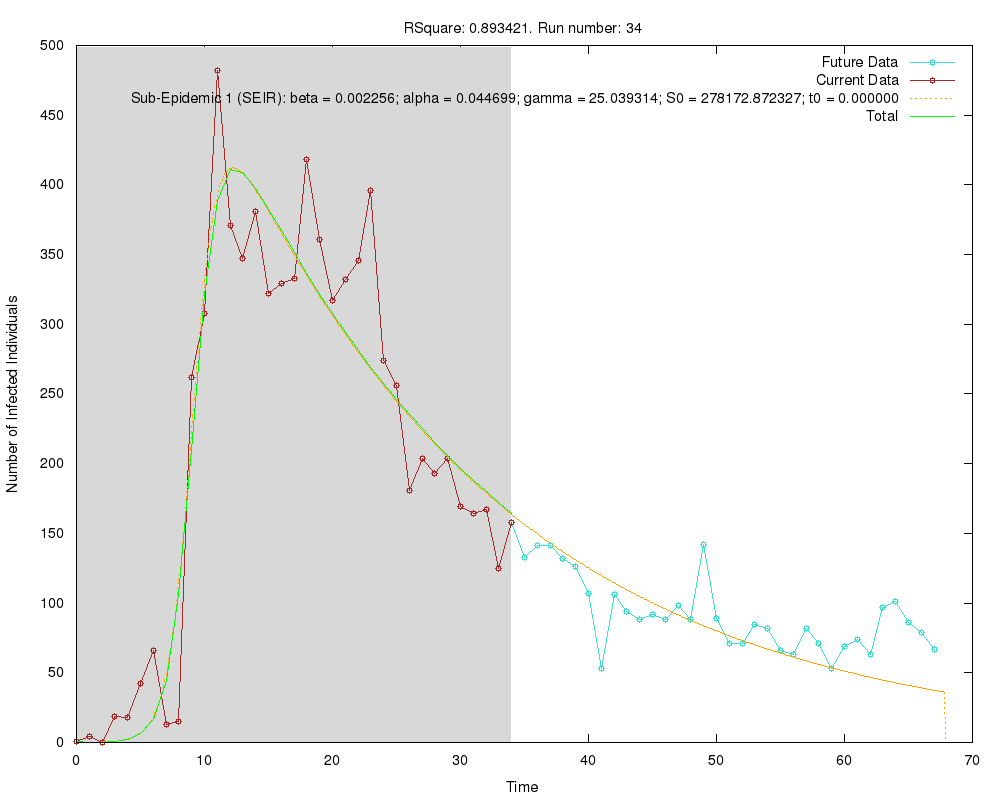 RSquare: 0.893421. Run number: 34
Future Data
Current Data
Sub-Epidemic 1 (SEIR): beta = 0.002256; alpha = 0.044699; gamma = 25.039314; S0 = 278172.872327; t0 = 0.000000
Total
500
450
400
350
300
250
200
150
100
50
0
Number of Infected Individuals
0 10 20 30 40 50 60 70
Time